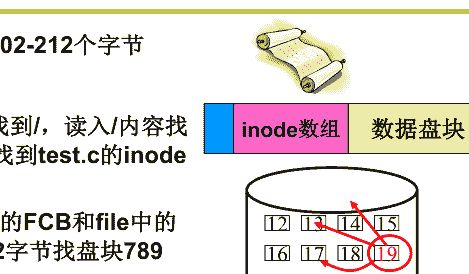 02-212个字节
找到/，读入/内容找
找到test.c的inode
inode数组 数据盘块
的FCB和file中的
2字节找盘块789
12 13 14 15
16 17 18 19